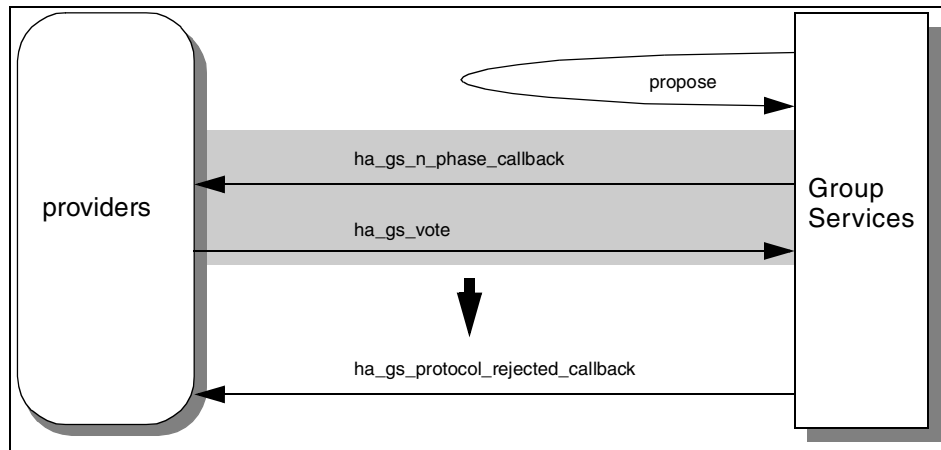 propose
ha_gs_n_phase_callback
providers
Group
Services
ha_gs_vote
ha_gs_protocol_rejected_callback